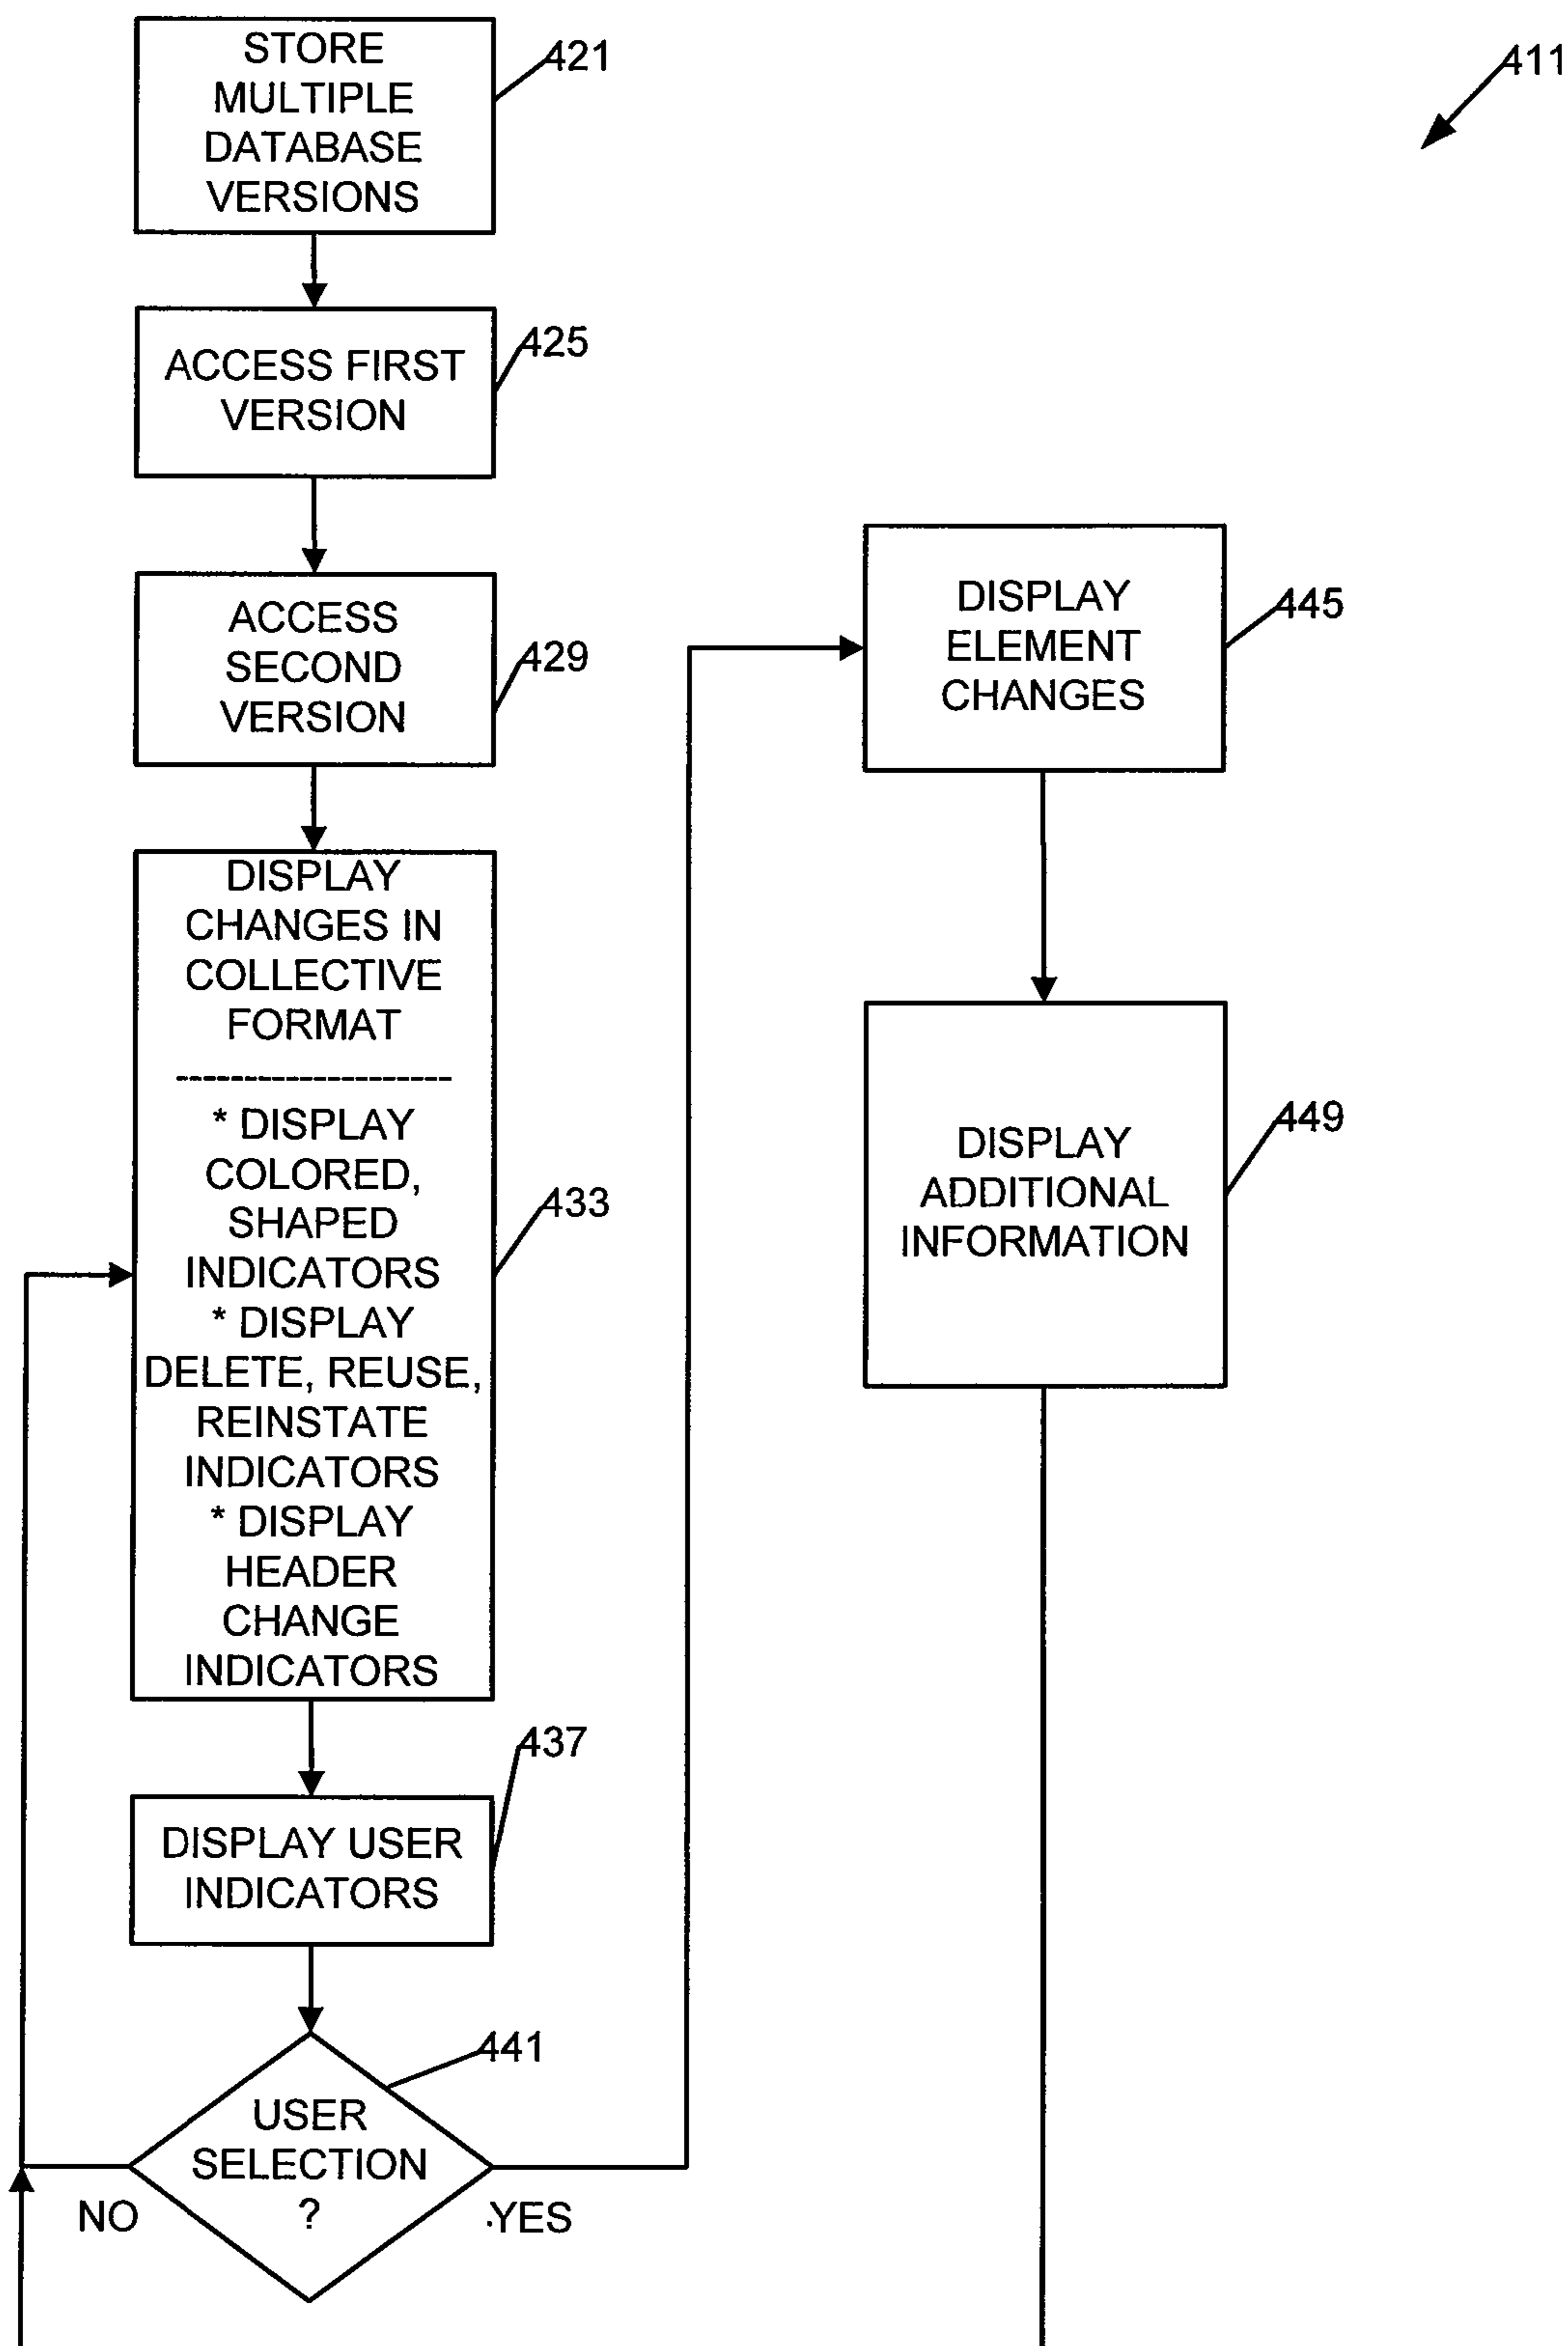 STORE
MULTIPLE
DATABASE
VERSIONS
421
411
ACCESS FIRST
VERSION
425
ACCESS
SECOND
VERSION
429
DISPLAY
CHANGES IN
COLLECTIVE
FORMAT
----------------------
* DISPLAY
COLORED,
SHAPED
INDICATORS
* DISPLAY
DELETE, REUSE,
REINSTATE
INDICATORS
* DISPLAY
HEADER
CHANGE
INDICATORS
433
DISPLAY USER
INDICATORS
437
USER
SELECTION
?
441
NO
YES
DISPLAY
ELEMENT
CHANGES
445
DISPLAY
ADDITIONAL
INFORMATION
449